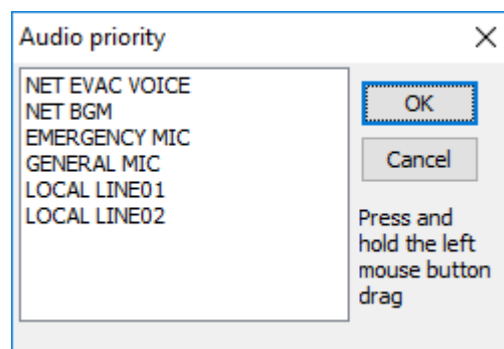 Audio priority
NET EVAC VOICE
NET BGM
EMERGENCY MIC
GENERAL MIC
LOCAL LINE01
LOCAL LINE02
OK
Cancel
Press and
hold the left
mouse button
drag